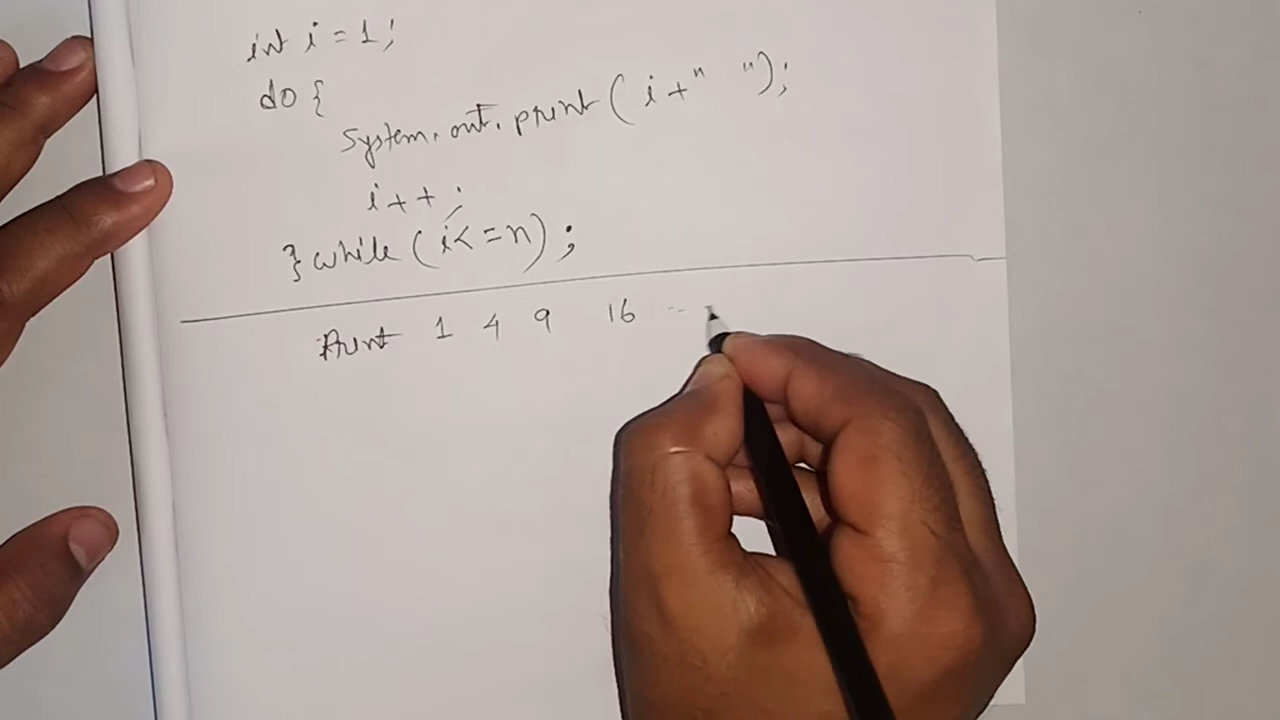 int i = 1;
do {
System.out.print( i + " ");
i++;
} while ( i <= n ) ;
Print 1 4 9 16 --